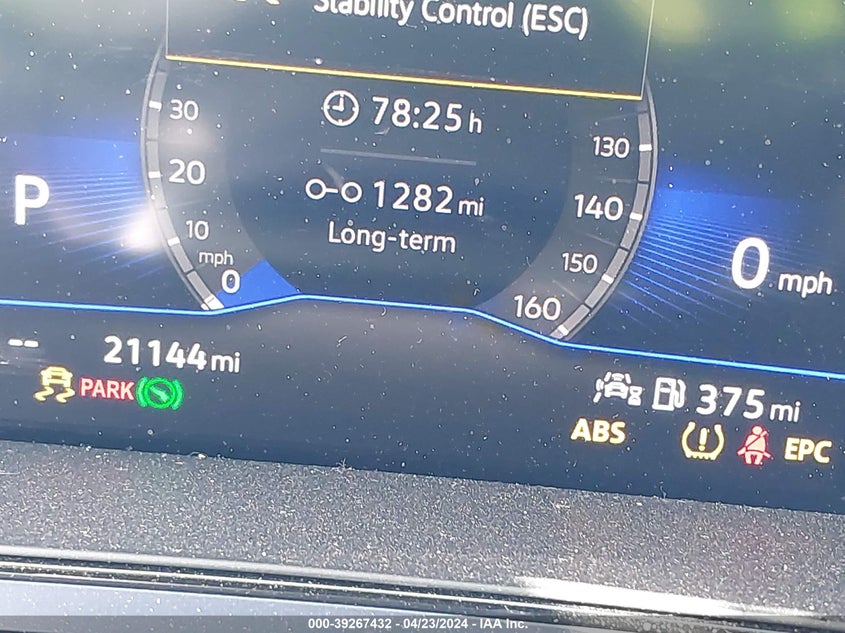 Stability Control (ESC)
78:25 h
1282 mi
Long-term
30
20
10
mph
0
130
140
150
160
P
0 mph
--
21144 mi
PARK
375 mi
ABS
EPC
000-39267432 - 04/23/2024 - IAA Inc.